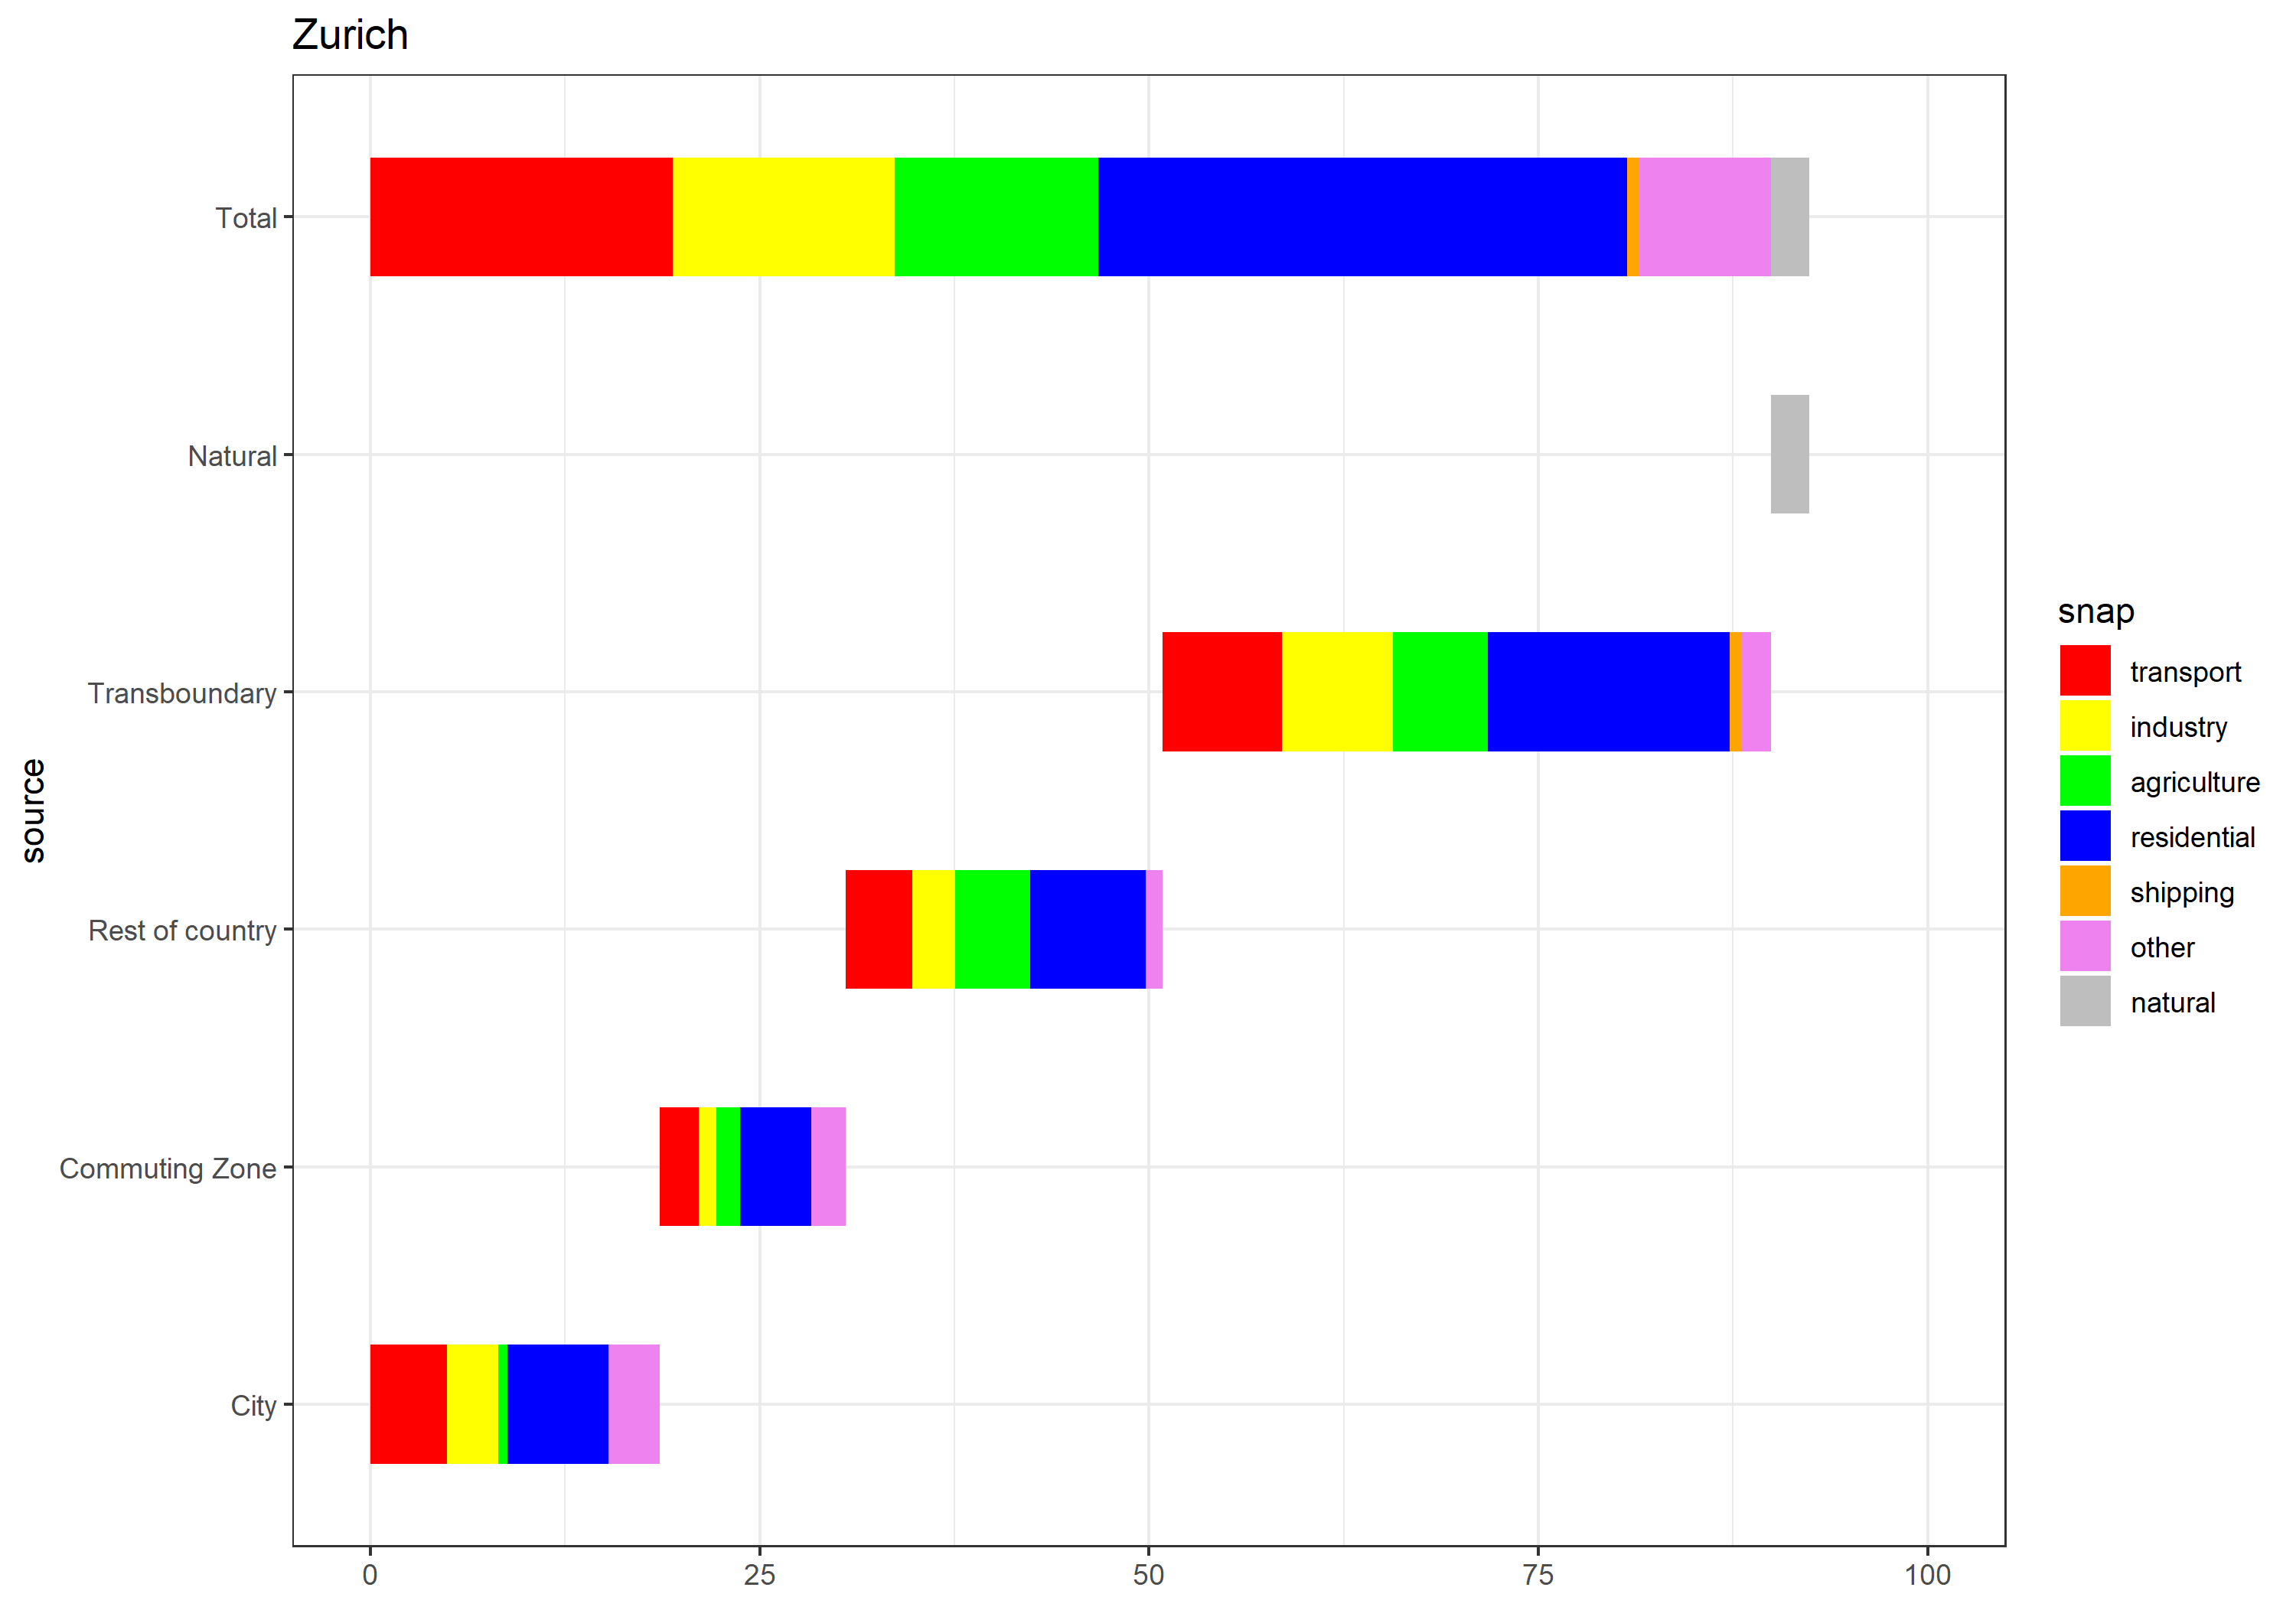 Zurich
Total
Natural
Transboundary
Rest of country
Commuting Zone
City
source
0 25 50 75 100
snap
transport
industry
agriculture
residential
shipping
other
natural